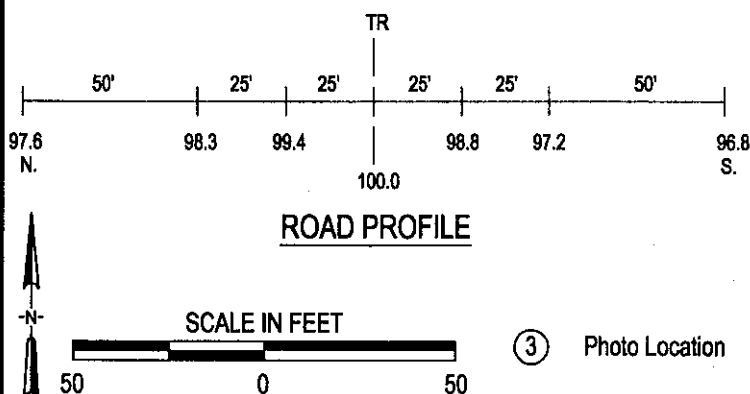 TR
50' 25' 25' 25' 25' 50'
97.6 98.3 99.4 98.8 97.2 96.8
N. S.
100.0
ROAD PROFILE
-N-
SCALE IN FEET
3 Photo Location
50 0 50